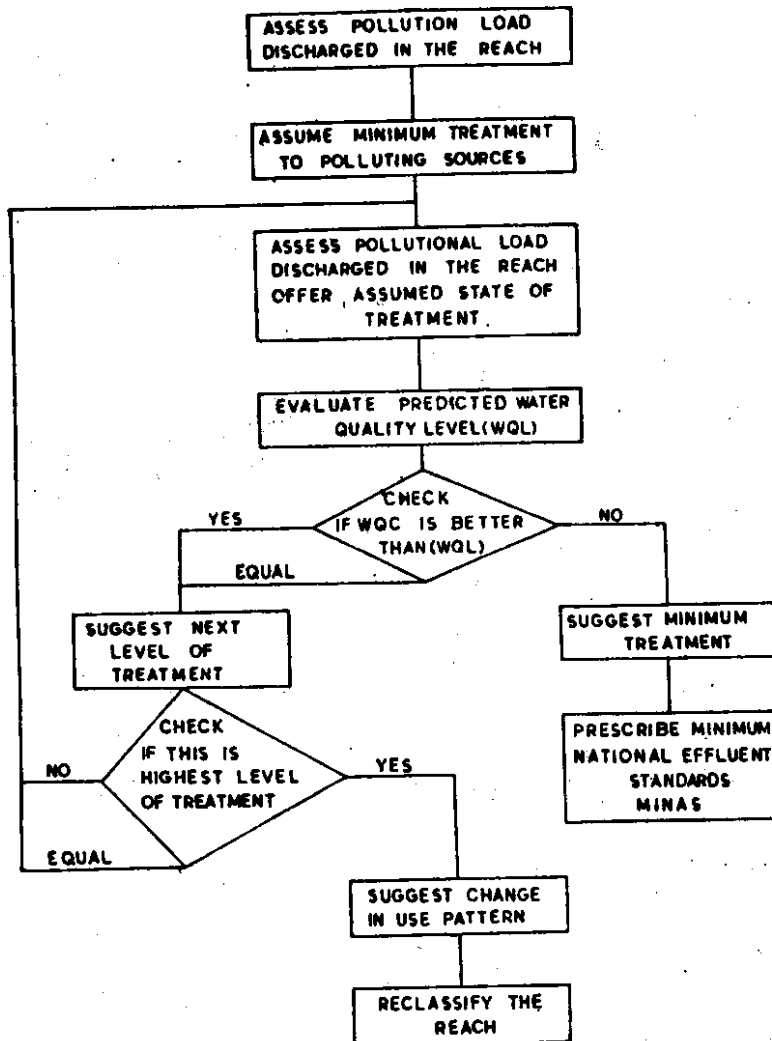 ASSESS POLLUTION LOAD
DISCHARGED IN THE REACH
ASSUME MINIMUM TREATMENT
TO POLLUTING SOURCES
ASSESS POLLUTIONAL LOAD
DISCHARGED IN THE REACH
OFFER ASSUMED STATE OF
TREATMENT
EVALUATE PREDICTED WATER
QUALITY LEVEL(WQL)
CHECK
IF WQC IS BETTER
THAN(WQL)
YES
NO
EQUAL
SUGGEST NEXT
LEVEL OF
TREATMENT
SUGGEST MINIMUM
TREATMENT
PRESCRIBE MINIMUM
NATIONAL EFFLUENT
STANDARDS
MINAS
CHECK
IF THIS IS
HIGHEST LEVEL
OF TREATMENT
NO
YES
EQUAL
SUGGEST CHANGE
IN USE PATTERN
RECLASSIFY THE
REACH